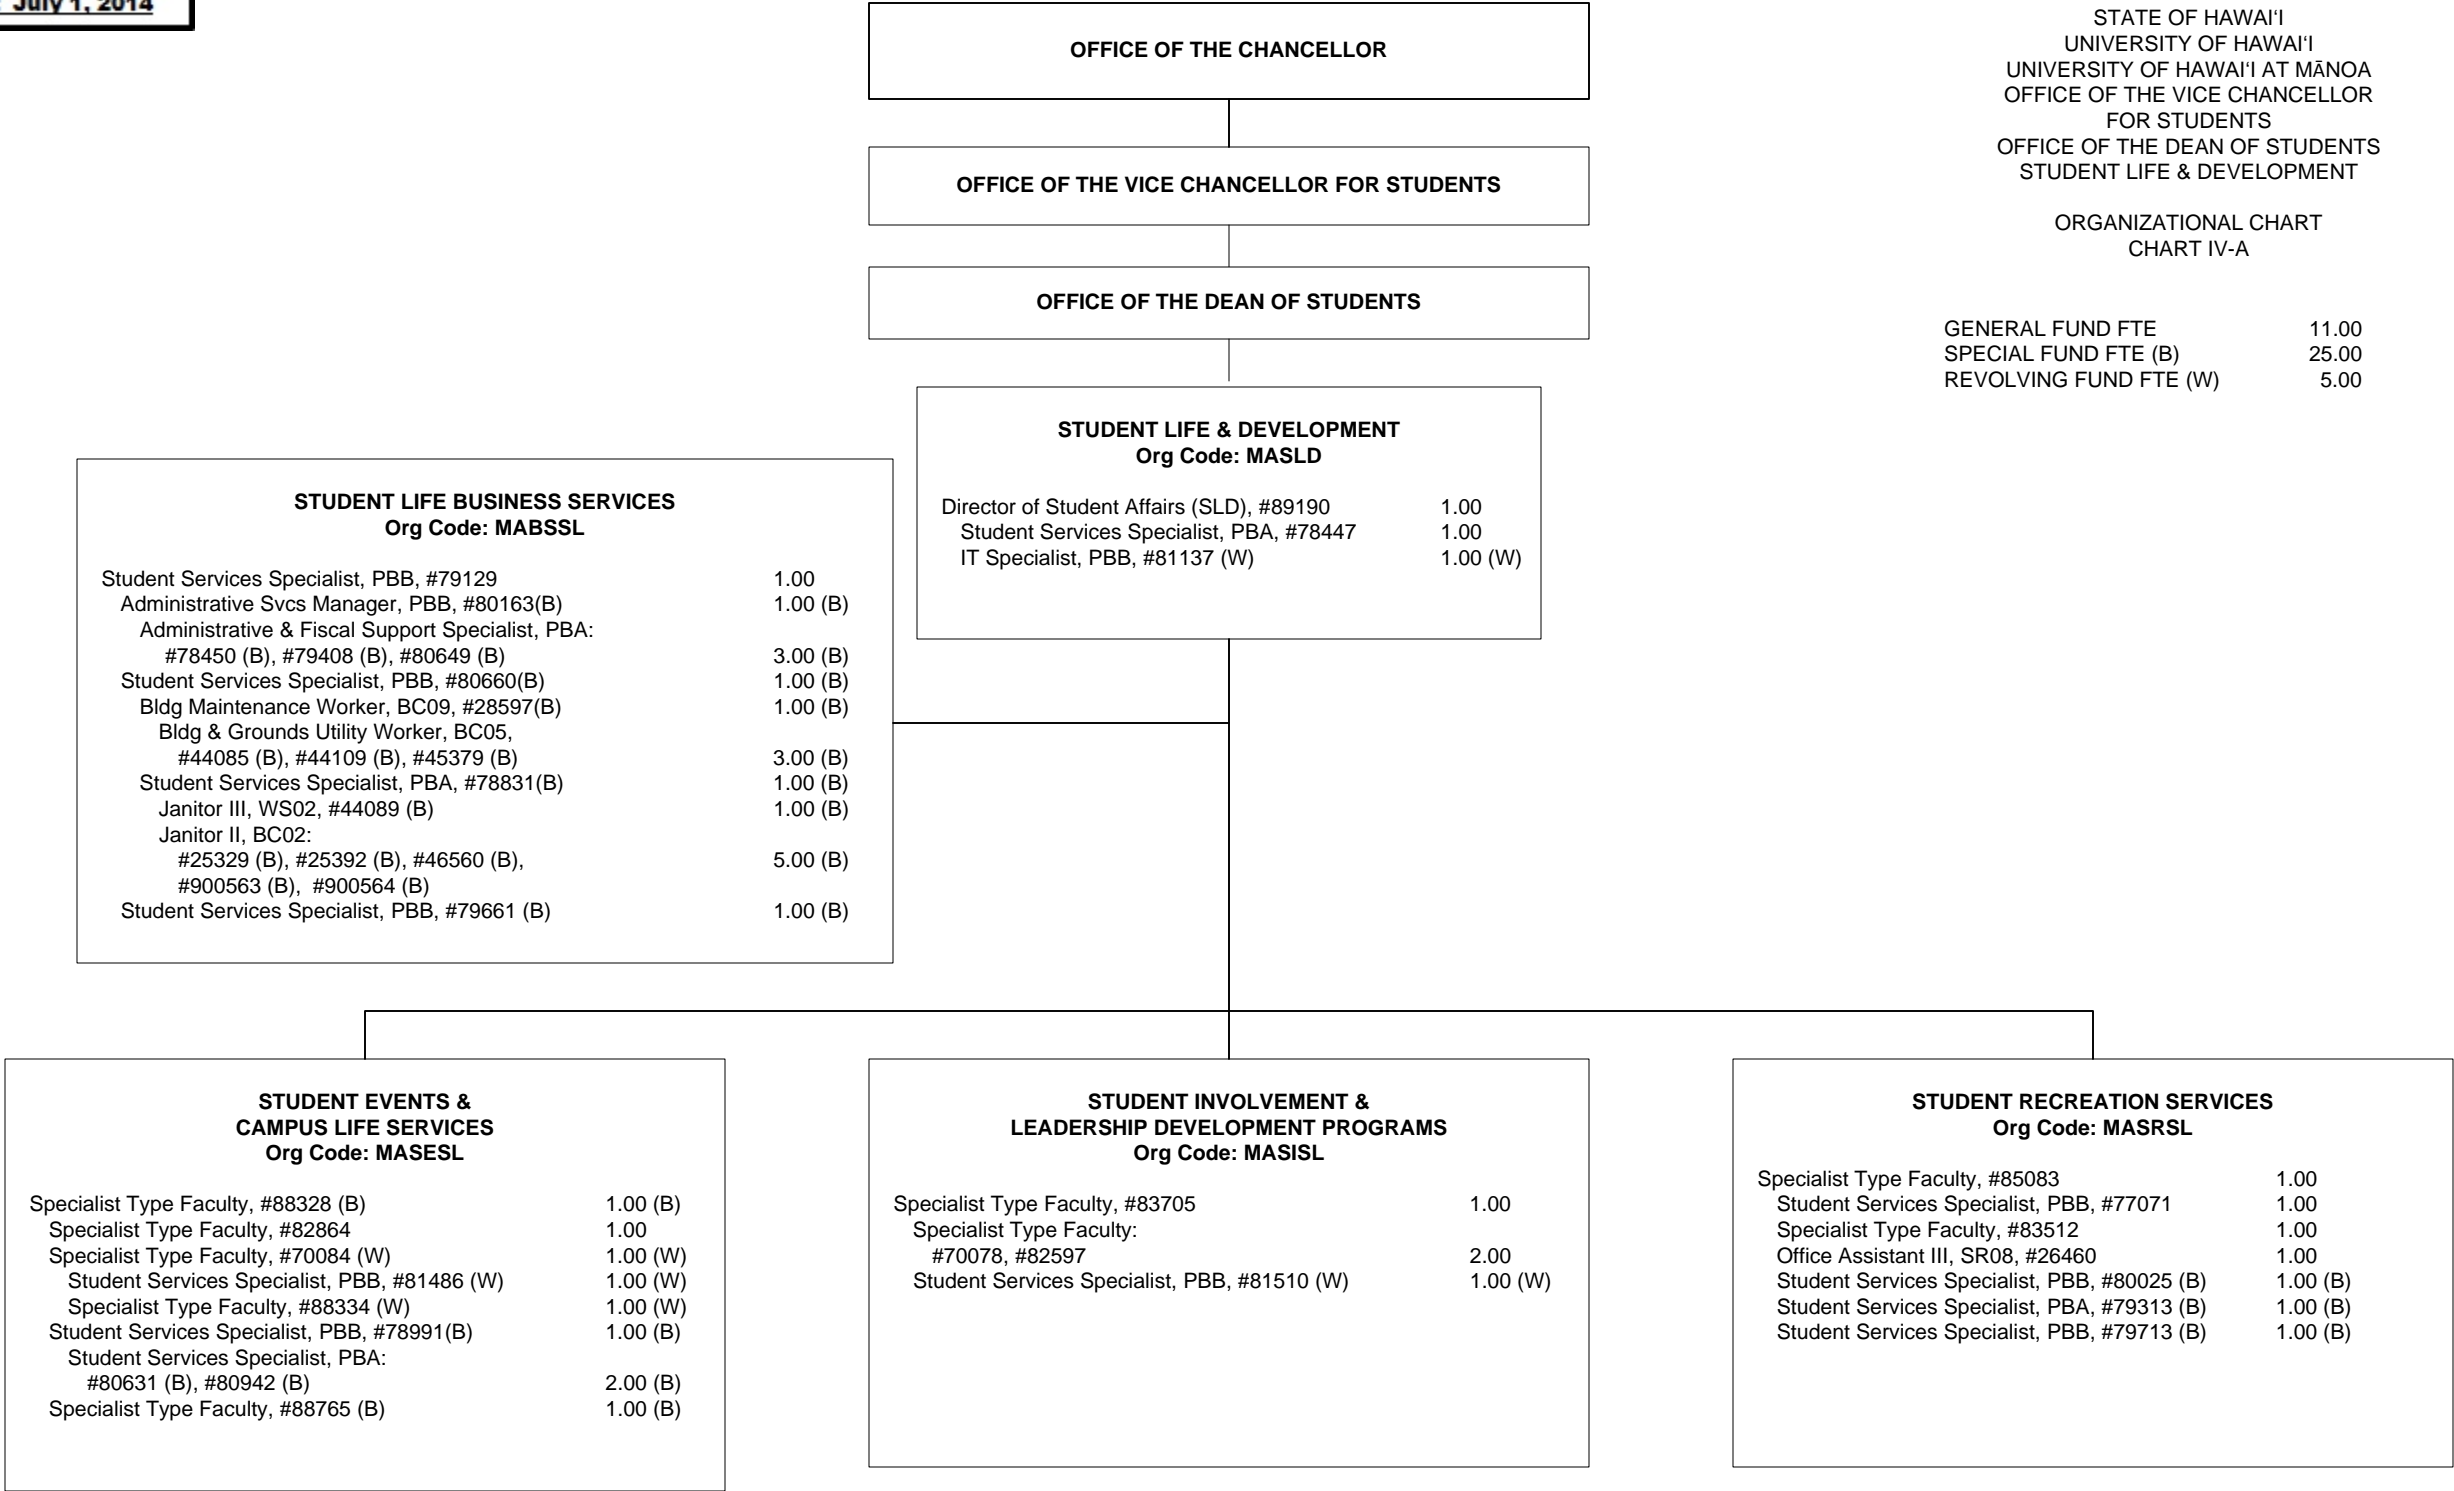 July 1, 2014
OFFICE OF THE CHANCELLOR
STATE OF HAWAI‘I
UNIVERSITY OF HAWAI‘I
UNIVERSITY OF HAWAI‘I AT MĀNOA
OFFICE OF THE VICE CHANCELLOR
FOR STUDENTS
OFFICE OF THE DEAN OF STUDENTS
STUDENT LIFE & DEVELOPMENT
ORGANIZATIONAL CHART
CHART IV-A
GENERAL FUND FTE 11.00
SPECIAL FUND FTE (B) 25.00
REVOLVING FUND FTE (W) 5.00
OFFICE OF THE VICE CHANCELLOR FOR STUDENTS
OFFICE OF THE DEAN OF STUDENTS
STUDENT LIFE & DEVELOPMENT
Org Code: MASLD
Director of Student Affairs (SLD), #89190 1.00
Student Services Specialist, PBA, #78447 1.00
IT Specialist, PBB, #81137 (W) 1.00 (W)
STUDENT LIFE BUSINESS SERVICES
Org Code: MABSSL
Student Services Specialist, PBB, #79129 1.00
Administrative Svcs Manager, PBB, #80163(B) 1.00 (B)
Administrative & Fiscal Support Specialist, PBA:
#78450 (B), #79408 (B), #80649 (B) 3.00 (B)
Student Services Specialist, PBB, #80660(B) 1.00 (B)
Bldg Maintenance Worker, BC09, #28597(B) 1.00 (B)
Bldg & Grounds Utility Worker, BC05,
#44085 (B), #44109 (B), #45379 (B) 3.00 (B)
Student Services Specialist, PBA, #78831(B) 1.00 (B)
Janitor III, WS02, #44089 (B) 1.00 (B)
Janitor II, BC02:
#25329 (B), #25392 (B), #46560 (B), 5.00 (B)
#900563 (B), #900564 (B)
Student Services Specialist, PBB, #79661 (B) 1.00 (B)
STUDENT EVENTS &
CAMPUS LIFE SERVICES
Org Code: MASESL
Specialist Type Faculty, #88328 (B) 1.00 (B)
Specialist Type Faculty, #82864 1.00
Specialist Type Faculty, #70084 (W) 1.00 (W)
Student Services Specialist, PBB, #81486 (W) 1.00 (W)
Specialist Type Faculty, #88334 (W) 1.00 (W)
Student Services Specialist, PBB, #78991(B) 1.00 (B)
Student Services Specialist, PBA:
#80631 (B), #80942 (B) 2.00 (B)
Specialist Type Faculty, #88765 (B) 1.00 (B)
STUDENT INVOLVEMENT &
LEADERSHIP DEVELOPMENT PROGRAMS
Org Code: MASISL
Specialist Type Faculty, #83705 1.00
Specialist Type Faculty:
#70078, #82597 2.00
Student Services Specialist, PBB, #81510 (W) 1.00 (W)
STUDENT RECREATION SERVICES
Org Code: MASRSL
Specialist Type Faculty, #85083 1.00
Student Services Specialist, PBB, #77071 1.00
Specialist Type Faculty, #83512 1.00
Office Assistant III, SR08, #26460 1.00
Student Services Specialist, PBB, #80025 (B) 1.00 (B)
Student Services Specialist, PBA, #79313 (B) 1.00 (B)
Student Services Specialist, PBB, #79713 (B) 1.00 (B)